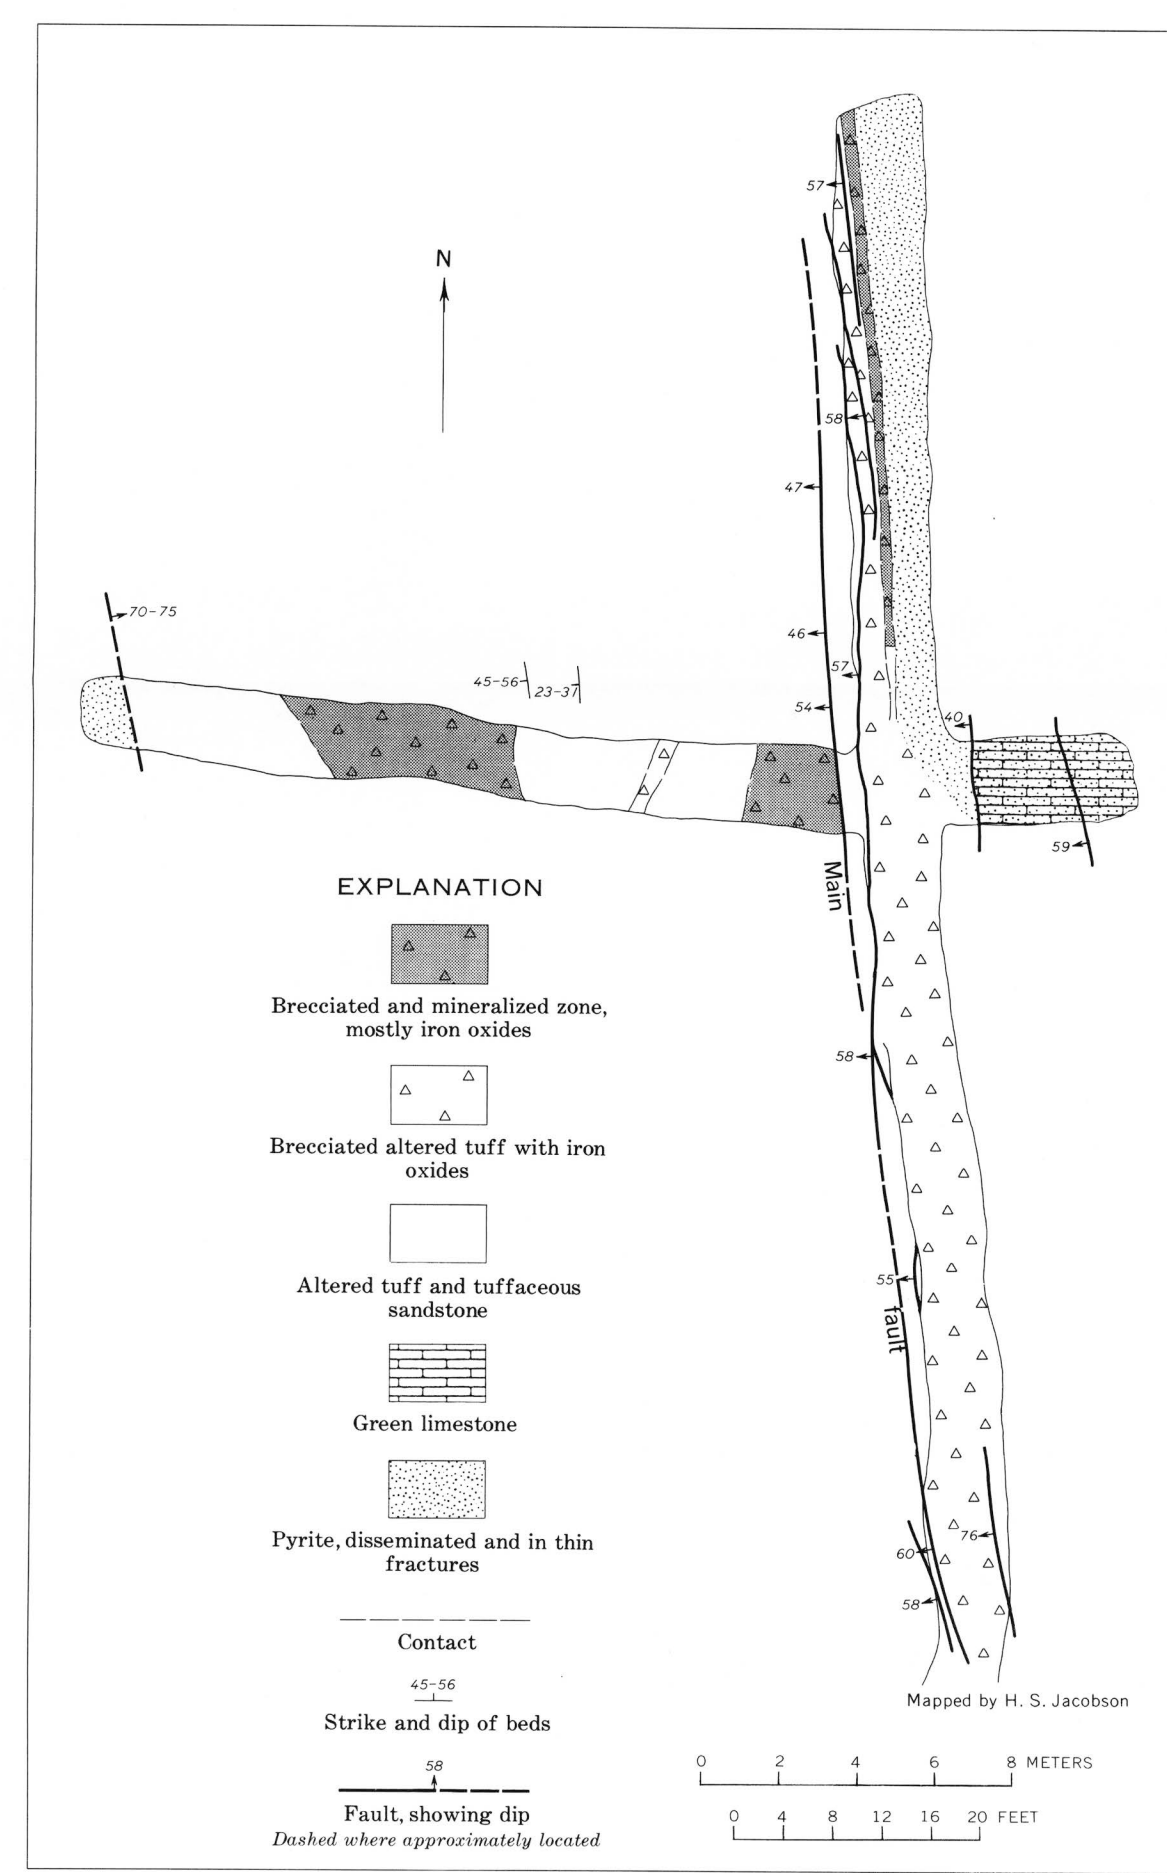 57
N
58
47
70-75
46
57
45-56
23-37
54
40
59
Main
EXPLANATION
Brecciated and mineralized zone,
mostly iron oxides
58
Brecciated altered tuff with iron
oxides
Altered tuff and tuffaceous
sandstone
55
fault
Green limestone
Pyrite, disseminated and in thin
fractures
76
60
58
Contact
45-56
Strike and dip of beds
Mapped by H. S. Jacobson
58
Fault, showing dip
Dashed where approximately located
0 2 4 6 8 METERS
0 4 8 12 16 20 FEET